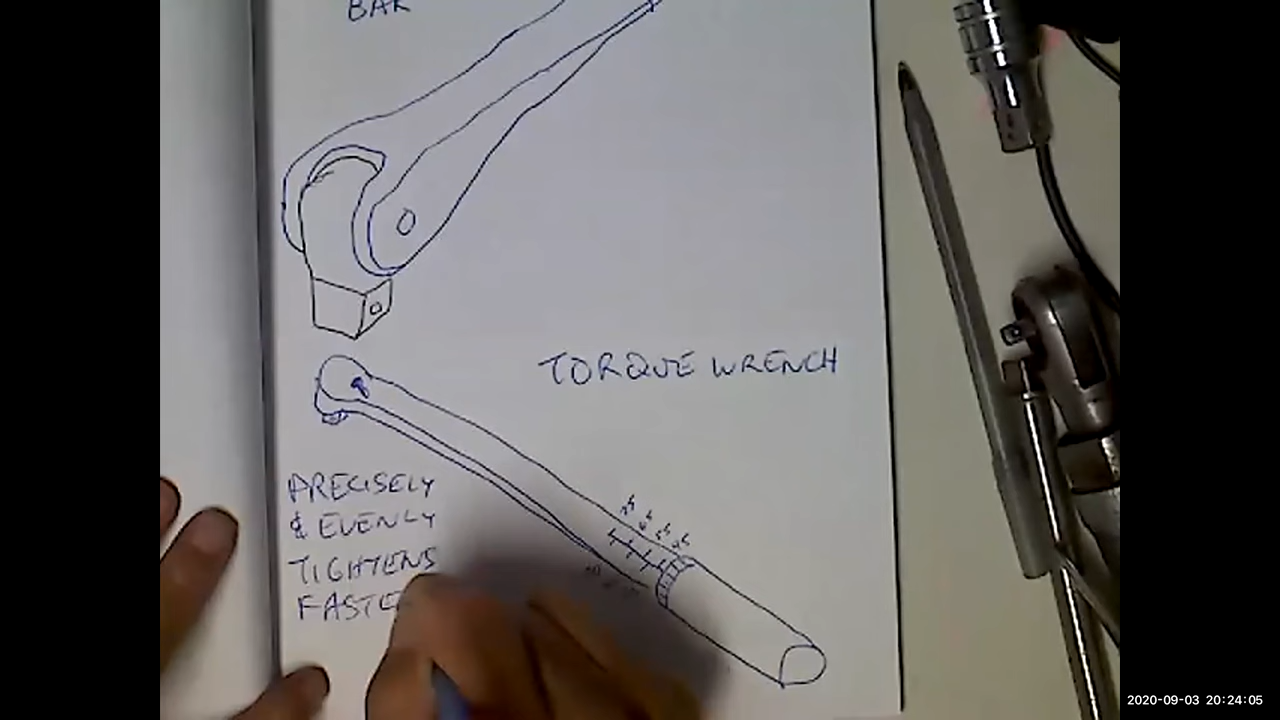 BAR
TORQUE WRENCH
PRECISELY
& EVENLY
TIGHTENS
2020-09-03 20:24:05